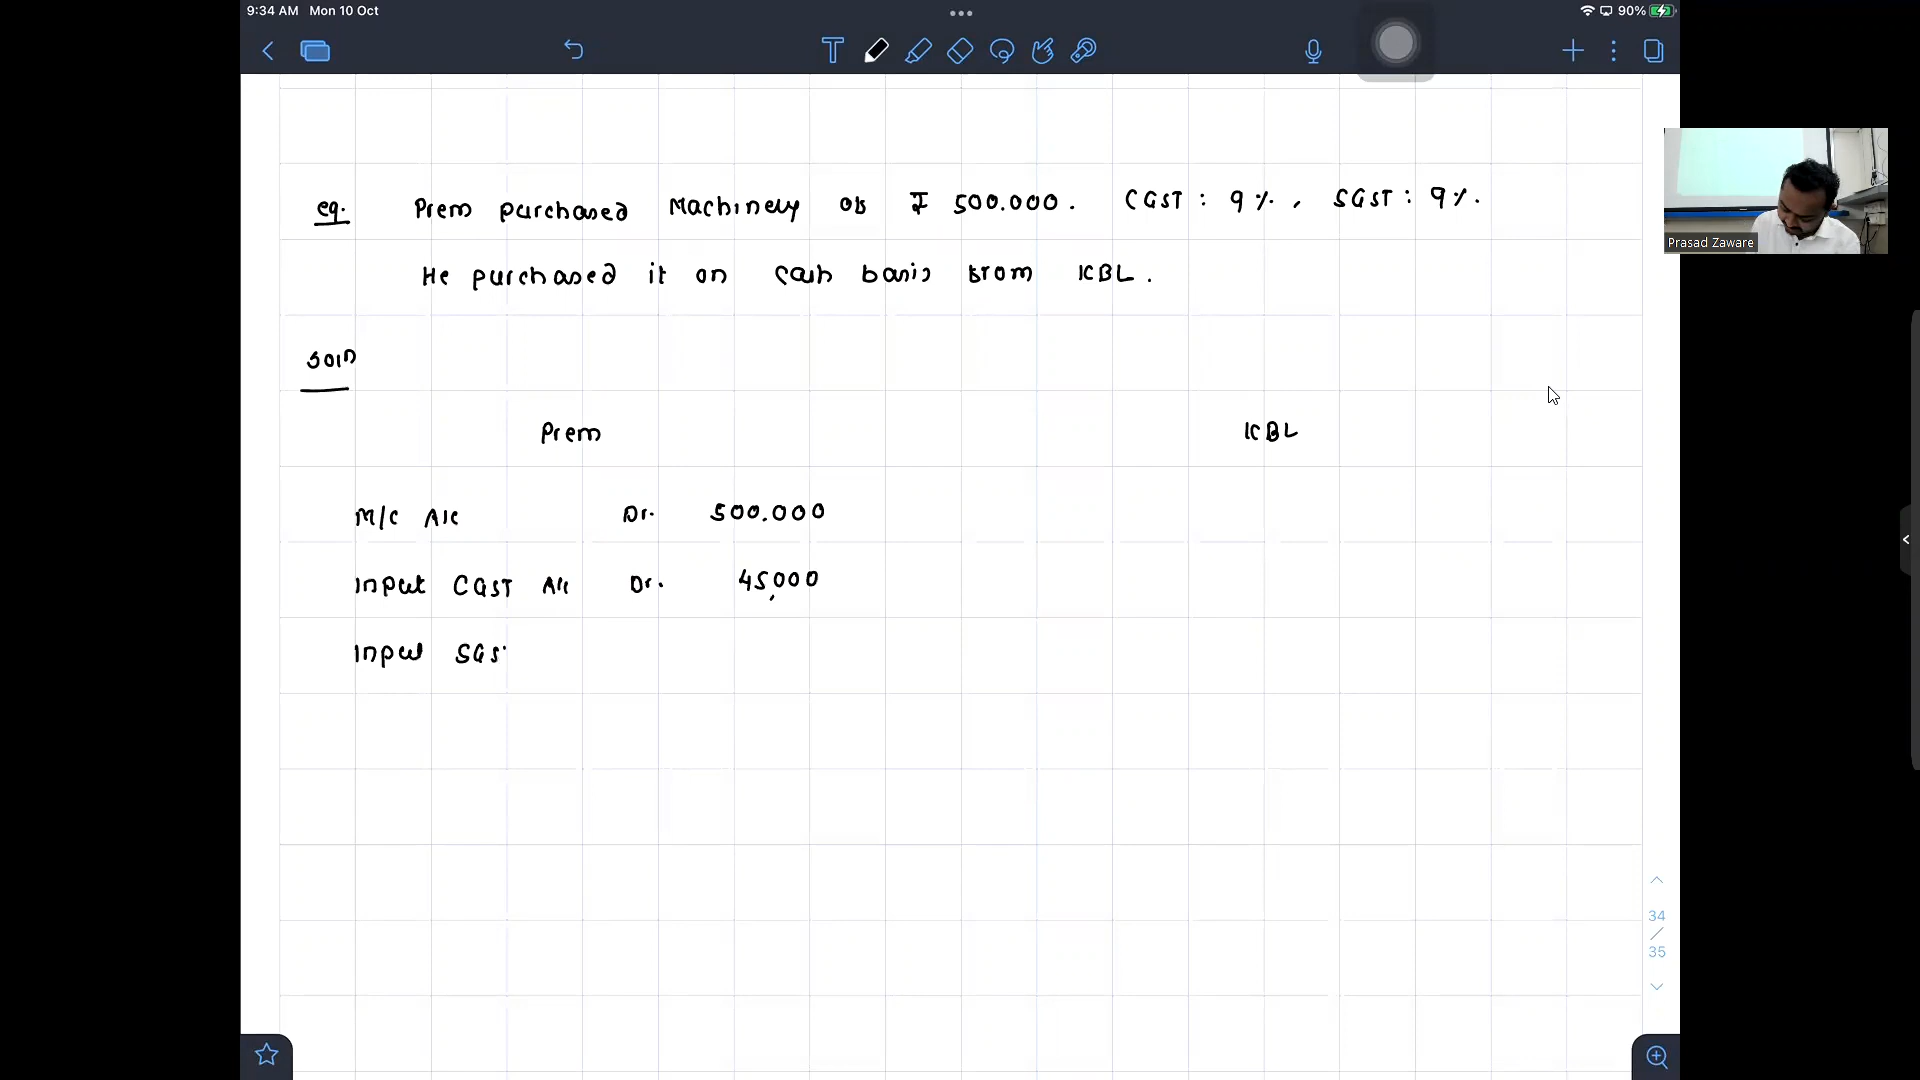 9:34 AM Mon 10 Oct
90%
eg. Prem purchased Machinery of ₹ 500.000. CGST : 9%, SGST : 9%.
Prasad Zaware
He purchased it on cash basis from KBL.
Soln
Prem KBL
M/C A/c Dr. 500.000
Input CGST A/c Dr. 45,000
Input SGS
34
/
35